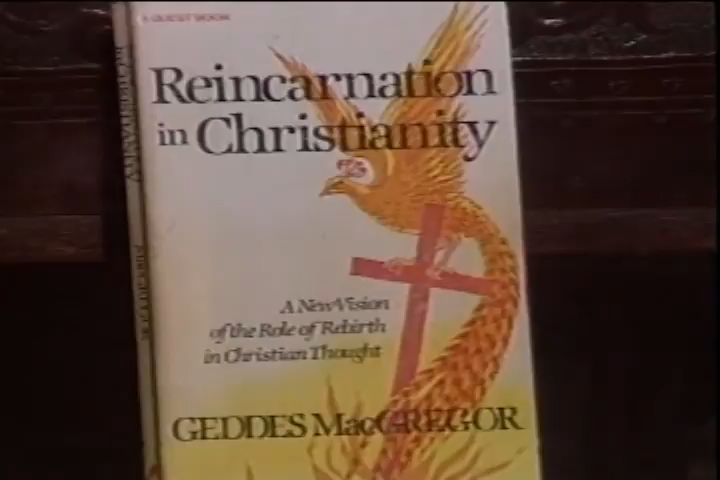 A QUEST BOOK
Reincarnation
in Christianity
A New Vision
of the Role of Rebirth
in Christian Thought
GEDDES MacGREGOR